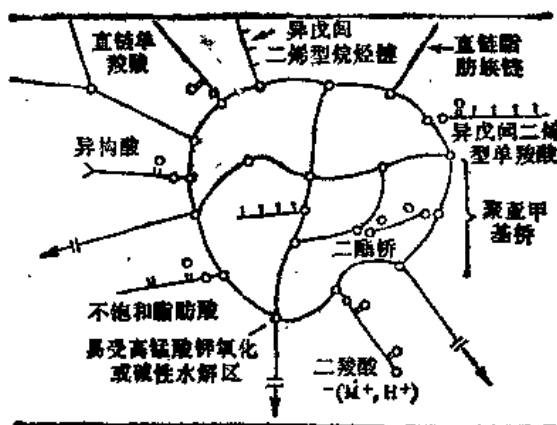 直链单
羧酸
异戊间
二烯型烷烃链
直链脂
肪族链
异戊间二烯
型单羧酸
异构酸
聚亚甲
基桥
二酯桥
不饱和脂肪酸
易受高锰酸钾氧化
或碱性水解区
二羧酸
-(M⁺,H⁺)